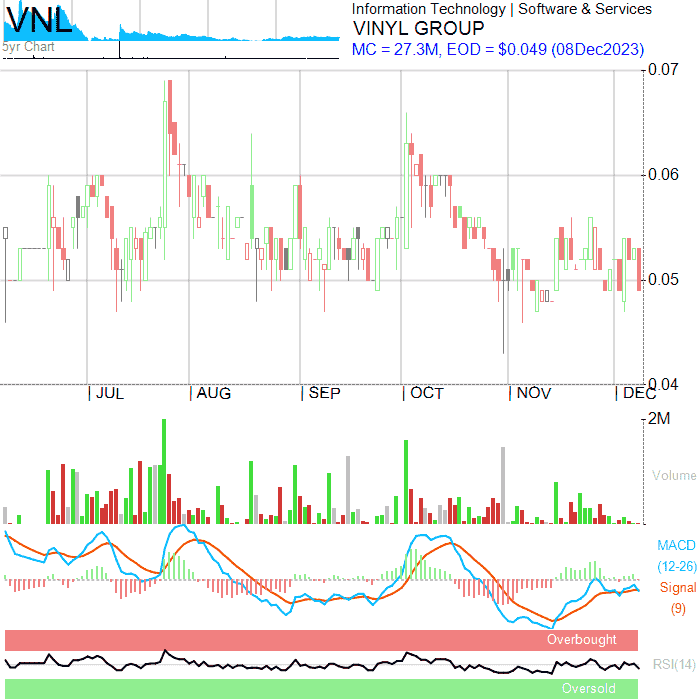 VNL
5yr Chart
Information Technology | Software & Services
VINYL GROUP
MC = 27.3M, EOD = $0.049 (08Dec2023)
0.07
0.06
0.05
0.04
JUL AUG SEP OCT NOV DEC
2M
Volume
MACD
(12-26)
Signal
(9)
Overbought
RSI(14)
Oversold